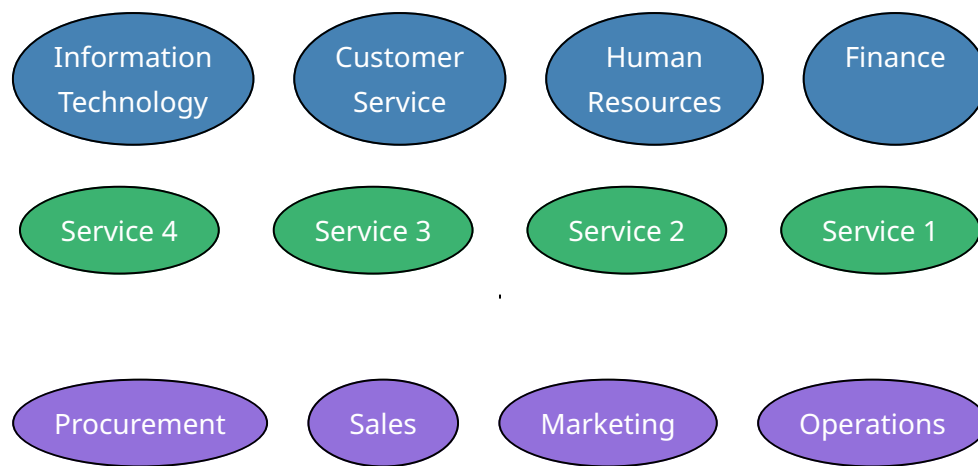 Information
Technology
Customer
Service
Human
Resources
Finance
Service 4
Service 3
Service 2
Service 1
Procurement
Sales
Marketing
Operations